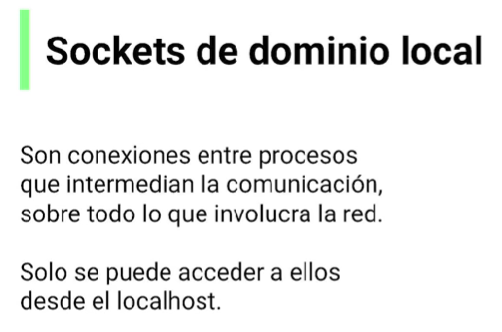 Sockets de dominio local
Son conexiones entre procesos
que intermedian la comunicación,
sobre todo lo que involucra la red.
Solo se puede acceder a ellos
desde el localhost.